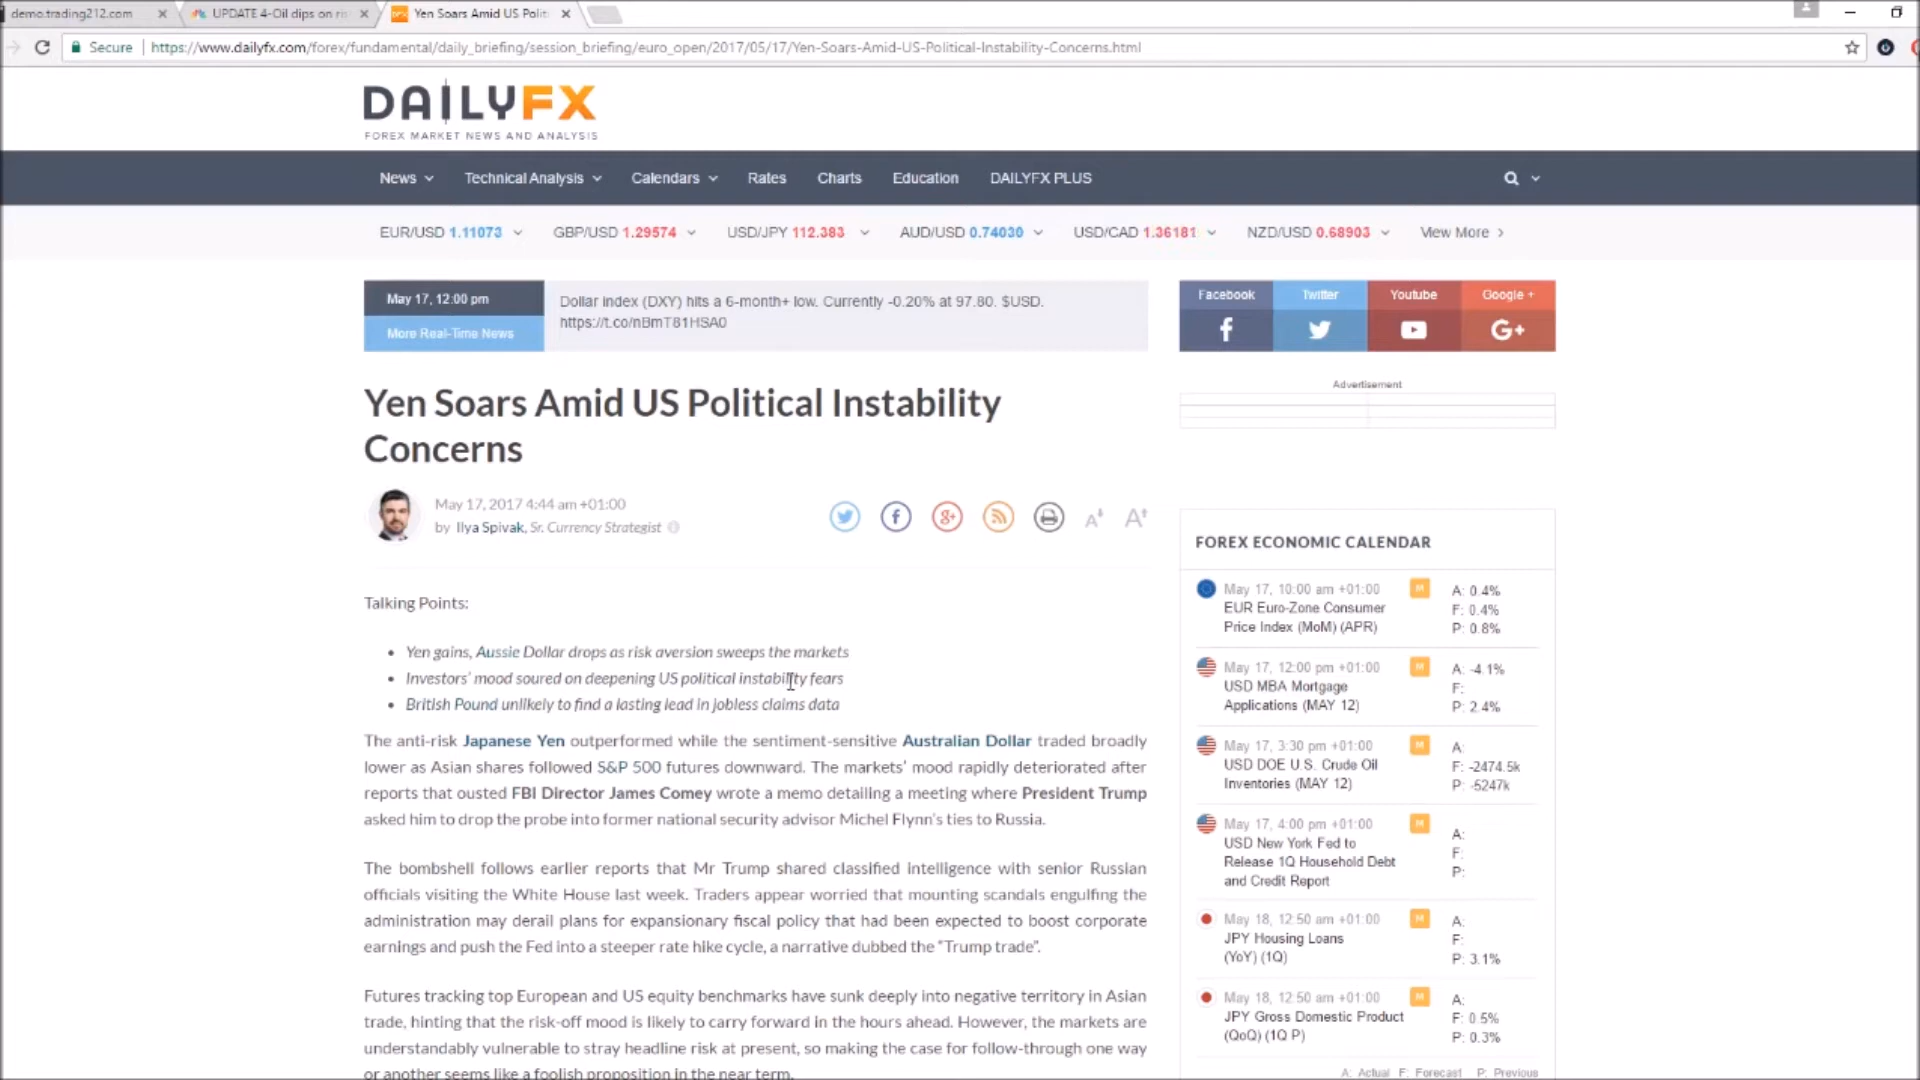 demo.trading212.com
UPDATE 4-Oil dips on ri
Yen Soars Amid US Polit
Secure
https://www.dailyfx.com/forex/fundamental/daily_briefing/session_briefing/euro_open/2017/05/17/Yen-Soars-Amid-US-Political-Instability-Concerns.html
DAILYFX
FOREX MARKET NEWS AND ANALYSIS
News
Technical Analysis
Calendars
Rates
Charts
Education
DAILYFX PLUS
EUR/USD 1.11073
GBP/USD 1.29574
USD/JPY 112.383
AUD/USD 0.74030
USD/CAD 1.36181
NZD/USD 0.68903
View More >
May 17, 12:00 pm
More Real-Time News
Dollar index (DXY) hits a 6-month+ low. Currently -0.20% at 97.80. $USD.
https://t.co/nBmT81HSA0
Facebook
Twitter
Youtube
Google +
G+
Advertisement
Yen Soars Amid US Political Instability
Concerns
May 17, 2017 4:44 am +01:00
by Ilya Spivak, Sr. Currency Strategist
Talking Points:
• Yen gains, Aussie Dollar drops as risk aversion sweeps the markets
• Investors' mood soured on deepening US political instability fears
• British Pound unlikely to find a lasting lead in jobless claims data
The anti-risk Japanese Yen outperformed while the sentiment-sensitive Australian Dollar traded broadly
lower as Asian shares followed S&P 500 futures downward. The markets' mood rapidly deteriorated after
reports that ousted FBI Director James Comey wrote a memo detailing a meeting where President Trump
asked him to drop the probe into former national security advisor Michel Flynn's ties to Russia.
The bombshell follows earlier reports that Mr Trump shared classified intelligence with senior Russian
officials visiting the White House last week. Traders appear worried that mounting scandals engulfing the
administration may derail plans for expansionary fiscal policy that had been expected to boost corporate
earnings and push the Fed into a steeper rate hike cycle, a narrative dubbed the "Trump trade".
Futures tracking top European and US equity benchmarks have sunk deeply into negative territory in Asian
trade, hinting that the risk-off mood is likely to carry forward in the hours ahead. However, the markets are
understandably vulnerable to stray headline risk at present, so making the case for follow-through one way
or another seems like a foolish proposition in the near term.
FOREX ECONOMIC CALENDAR
May 17, 10:00 am +01:00
EUR Euro-Zone Consumer
Price Index (MoM) (APR)
M
A: 0.4%
F: 0.4%
P: 0.8%
May 17, 12:00 pm +01:00
USD MBA Mortgage
Applications (MAY 12)
M
A: -4.1%
F:
P: 2.4%
May 17, 3:30 pm +01:00
USD DOE U.S. Crude Oil
Inventories (MAY 12)
M
A:
F: -2474.5k
P: -5247k
May 17, 4:00 pm +01:00
USD New York Fed to
Release 1Q Household Debt
and Credit Report
M
A:
F:
P:
May 18, 12:50 am +01:00
JPY Housing Loans
(YoY) (1Q)
M
A:
F:
P: 3.1%
May 18, 12:50 am +01:00
JPY Gross Domestic Product
(QoQ) (1Q P)
M
A:
F: 0.5%
P: 0.3%
A: Actual F: Forecast P: Previous